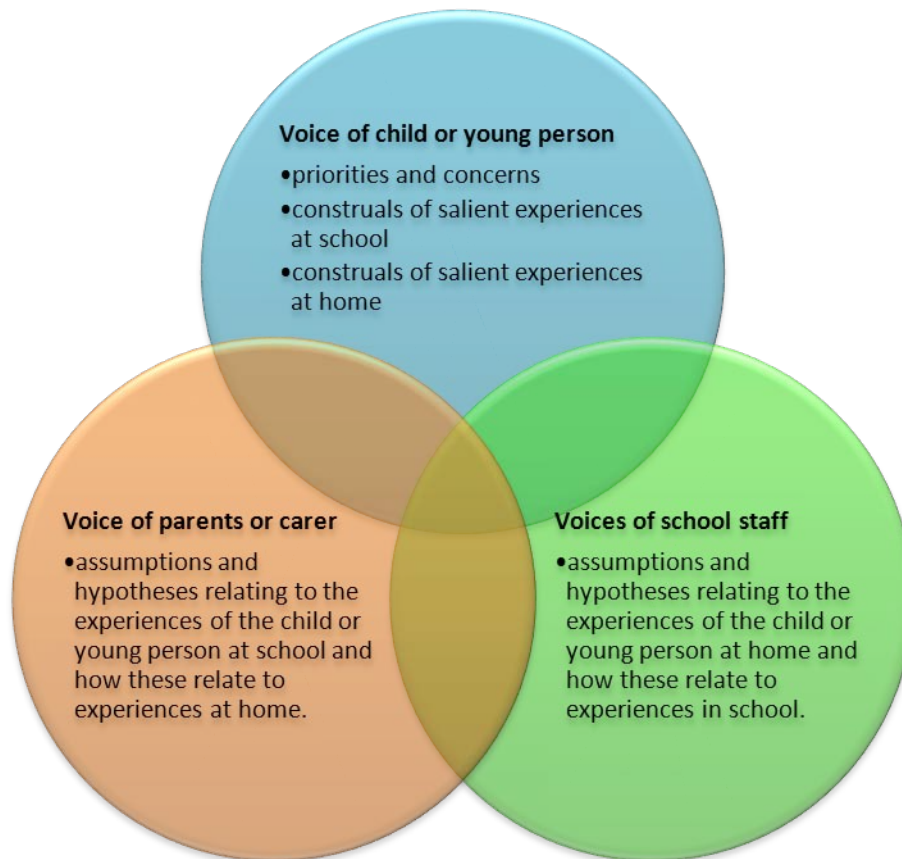 Voice of child or young person
•priorities and concerns
•construals of salient experiences
at school
•construals of salient experiences
at home
Voice of parents or carer
•assumptions and
hypotheses relating to the
experiences of the child or
young person at school and
how these relate to
experiences at home.
Voices of school staff
•assumptions and
hypotheses relating to the
experiences of the child or
young person at home and
how these relate to
experiences in school.